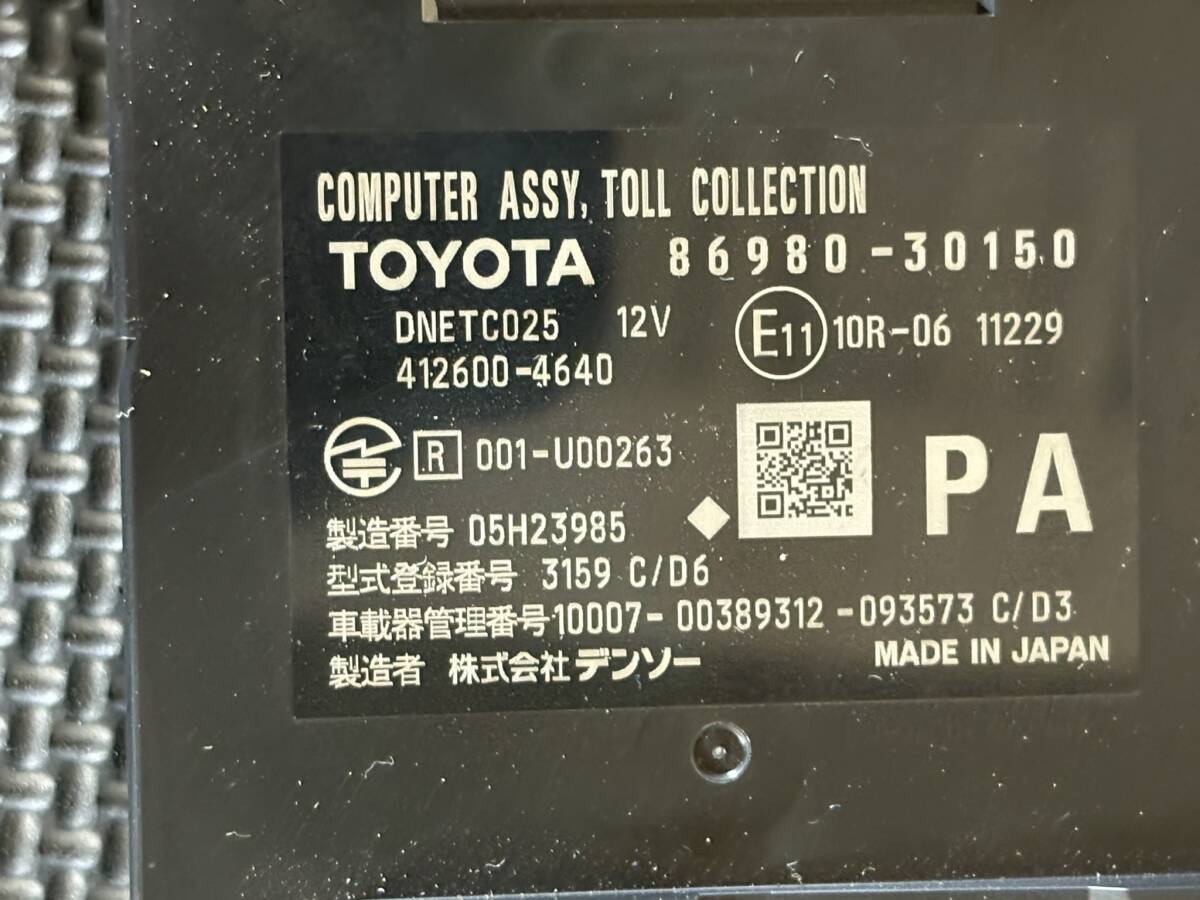 COMPUTER ASSY, TOLL COLLECTION
TOYOTA 86980-30150
DNETC025 12V E11 10R-06 11229
412600-4640
R 001-U00263
PA
製造番号 05H23985
型式登録番号 3159 C/D6
車載器管理番号10007-00389312-093573 C/D3
製造者 株式会社デンソー MADE IN JAPAN